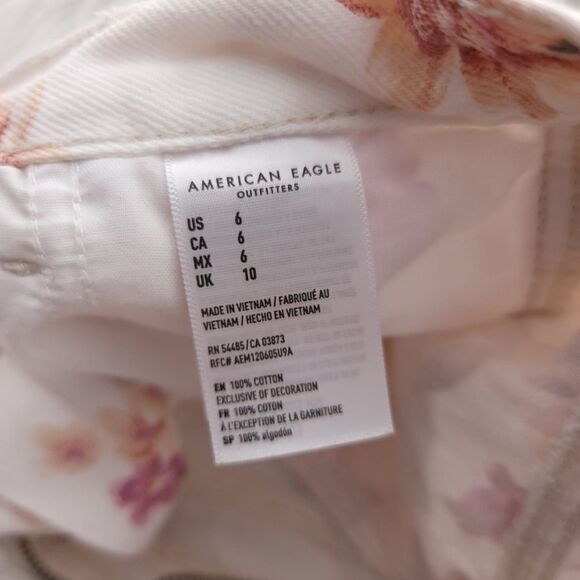 AMERICAN EAGLE
OUTFITTERS
US 6
CA 6
MX 6
UK 10
MADE IN VIETNAM / FABRIQUÉ AU
VIETNAM / HECHO EN VIETNAM
RN 54485/CA 03873
RFC# AEM120605U9A
EN 100% COTTON
EXCLUSIVE OF DECORATION
FR 100% COTON
À L'EXCEPTION DE LA GARNITURE
SP 100% algodón